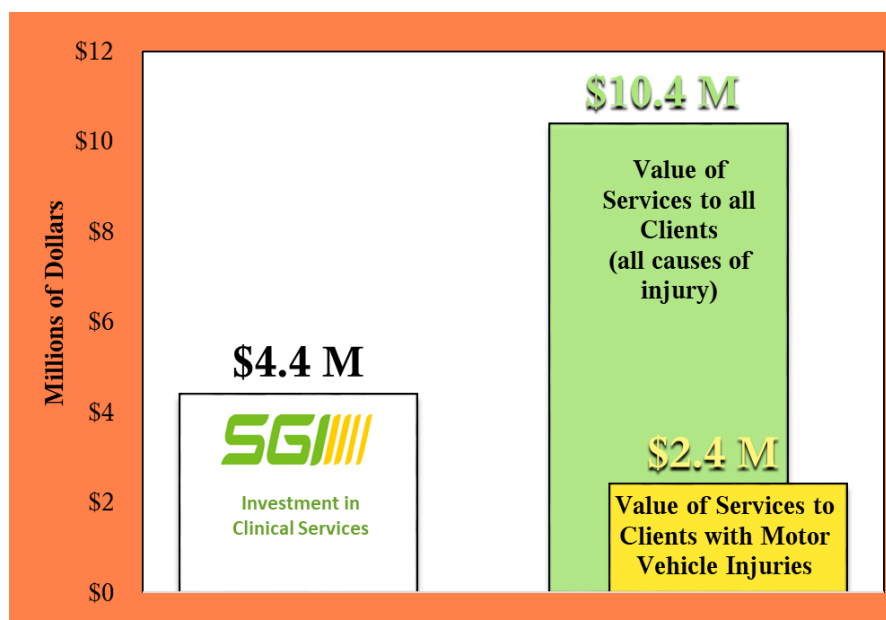 $12
$10
$8
$6
$4
$2
$0
Millions of Dollars
$4.4 M
SGI
Investment in
Clinical Services
$10.4 M
Value of
Services to all
Clients
(all causes of
injury)
$2.4 M
Value of Services to
Clients with Motor
Vehicle Injuries